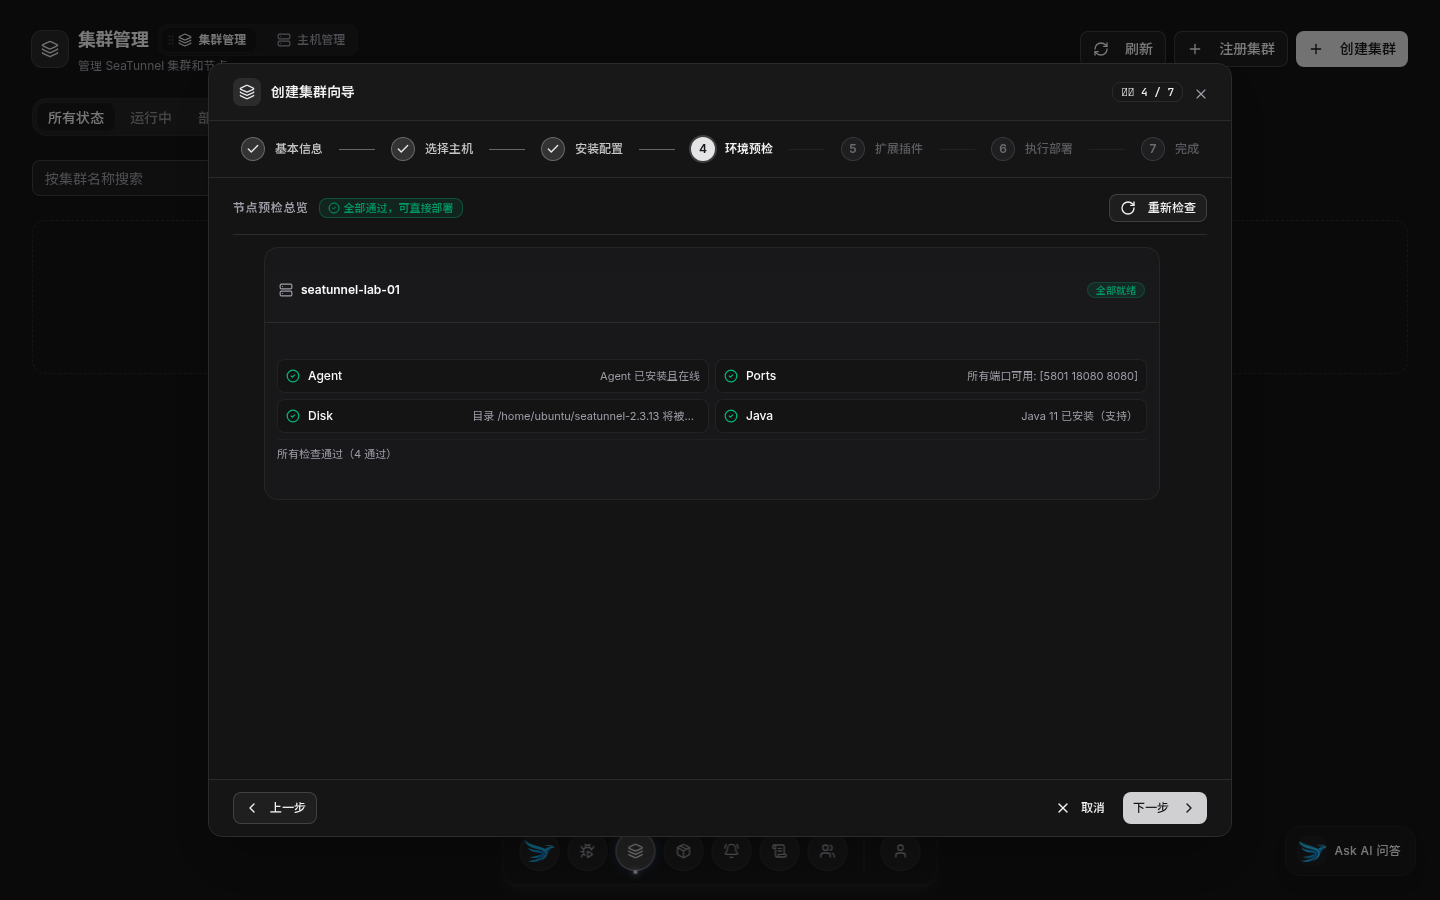 集群管理
集群管理
主机管理
管理 SeaTunnel 集群和节点
刷新
注册集群
创建集群
所有状态
运行中
部
按集群名称搜索
创建集群向导
4 / 7
基本信息
选择主机
安装配置
4
环境预检
5
扩展插件
6
执行部署
7
完成
节点预检总览
全部通过，可直接部署
重新检查
seatunnel-lab-01
全部就绪
Agent
Agent 已安装且在线
Ports
所有端口可用: [5801 18080 8080]
Disk
目录 /home/ubuntu/seatunnel-2.3.13 将被...
Java
Java 11 已安装（支持）
所有检查通过（4 通过）
上一步
取消
下一步
Ask AI 问答